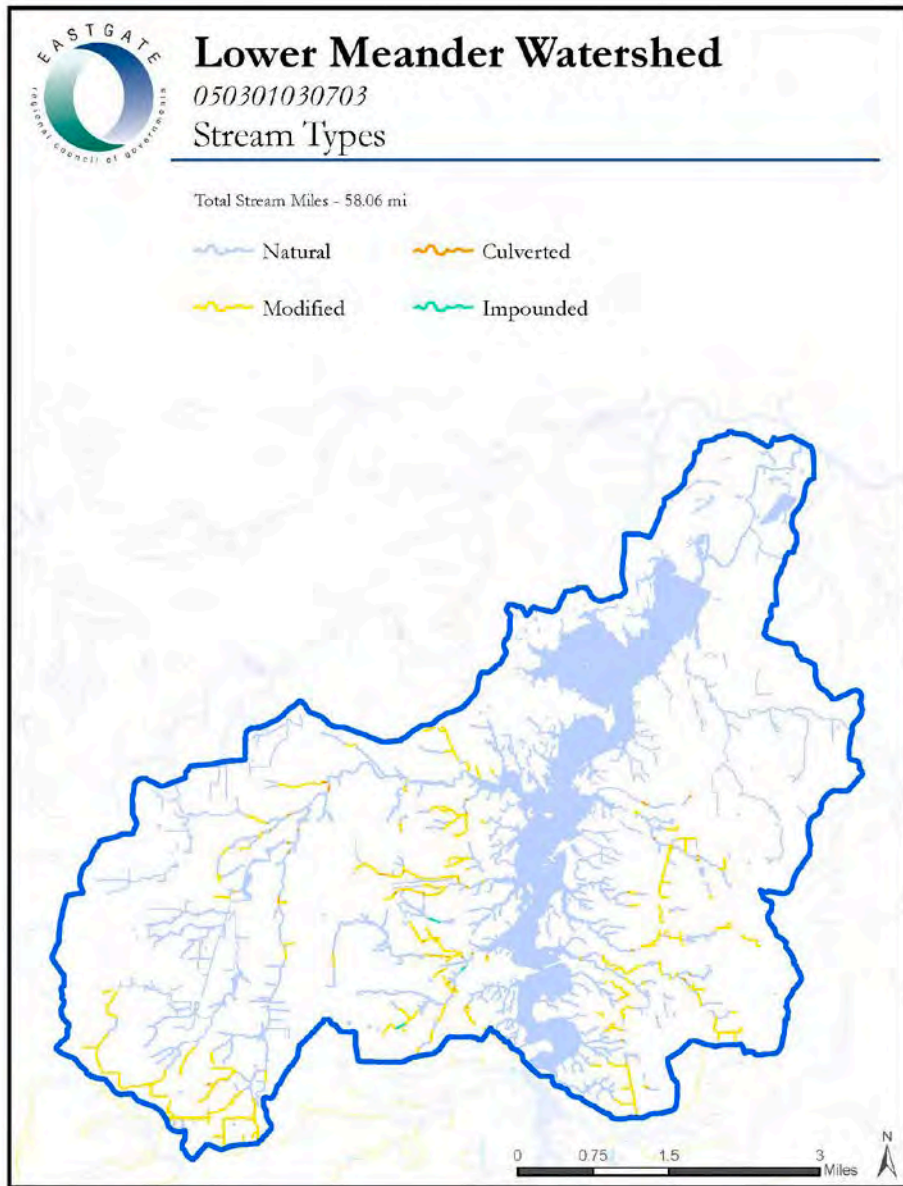 EASTGATE
regional council of governments
Lower Meander Watershed
050301030703
Stream Types
Total Stream Miles - 58.06 mi
Natural
Culverted
Modified
Impounded
N
0 0.75 1.5 3
Miles